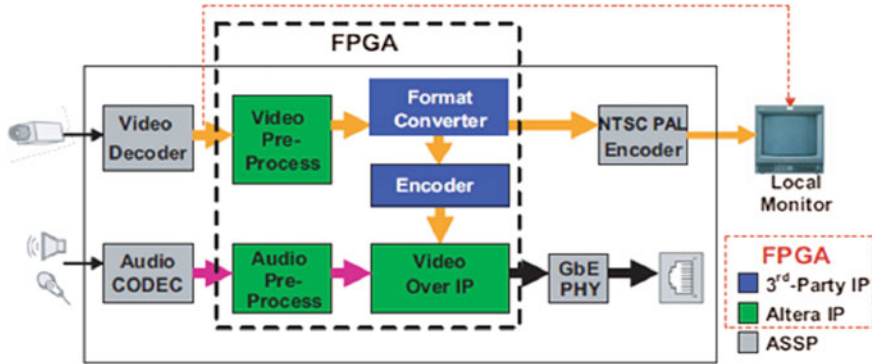 FPGA
Video
Decoder
Video
Pre-
Process
Format
Converter
NTSC PAL
Encoder
Local
Monitor
Encoder
Audio
CODEC
Audio
Pre-
Process
Video
Over IP
GbE
PHY
FPGA
3rd-Party IP
Altera IP
ASSP